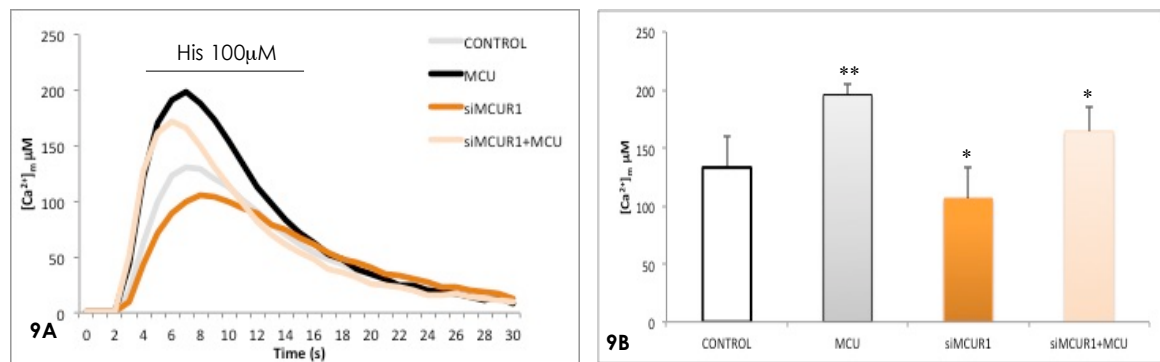 His 100μM
CONTROL
MCU
siMCUR1
siMCUR1+MCU
[Ca²⁺]ₘ μM
250
200
150
100
50
0
0 2 4 6 8 10 12 14 16 18 20 22 24 26 28 30
Time (s)
9A
[Ca²⁺]ₘ μM
250
200
150
100
50
0
**
*
*
CONTROL MCU siMCUR1 siMCUR1+MCU
9B